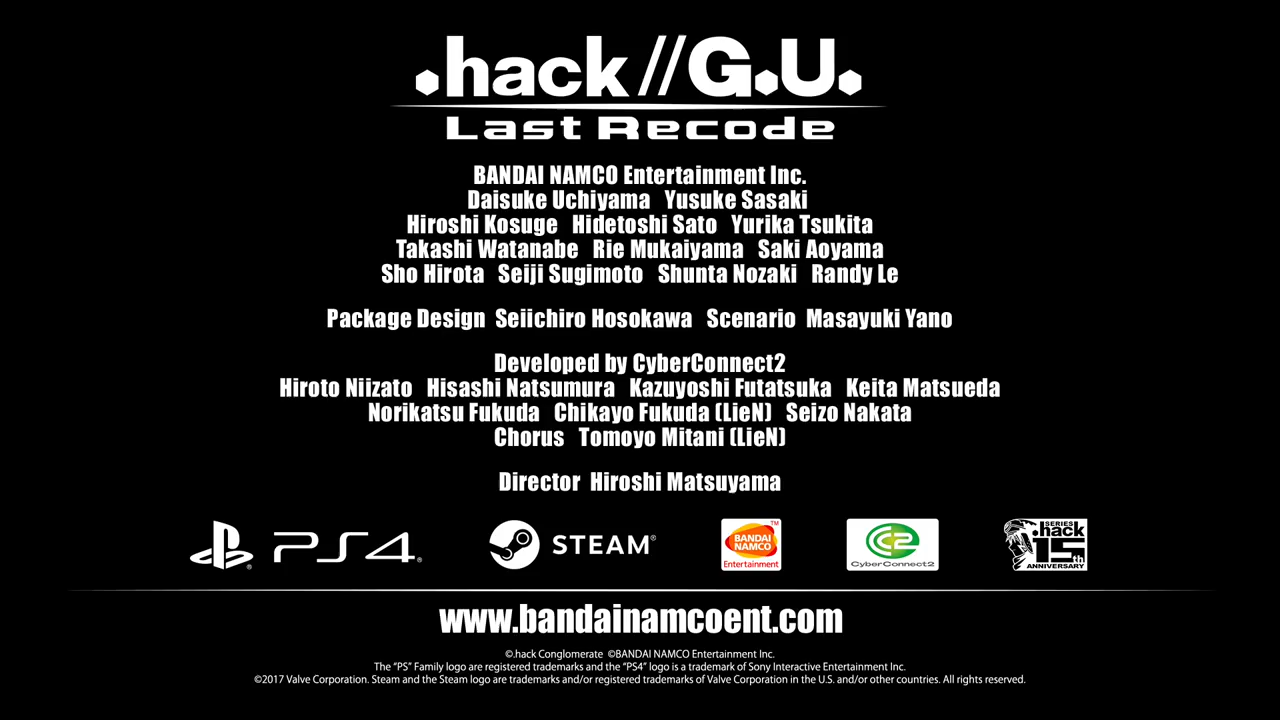 .hack//G.U.
Last Recode
BANDAI NAMCO Entertainment Inc.
Daisuke Uchiyama Yusuke Sasaki
Hiroshi Kosuge Hidetoshi Sato Yurika Tsukita
Takashi Watanabe Rie Mukaiyama Saki Aoyama
Sho Hirota Seiji Sugimoto Shunta Nozaki Randy Le
Package Design Seiichiro Hosokawa Scenario Masayuki Yano
Developed by CyberConnect2
Hiroto Niizato Hisashi Natsumura Kazuyoshi Futatsuka Keita Matsueda
Norikatsu Fukuda Chikayo Fukuda (LieN) Seizo Nakata
Chorus Tomoyo Mitani (LieN)
Director Hiroshi Matsuyama
PS4®
STEAM®
BANDAI
NAMCO
Entertainment
TM
CC2
CyberConnect2
SERIES
.hack
15th
ANNIVERSARY
www.bandainamcoent.com
©.hack Conglomerate ©BANDAI NAMCO Entertainment Inc.
The “PS” Family logo are registered trademarks and the “PS4” logo is a trademark of Sony Interactive Entertainment Inc.
©2017 Valve Corporation. Steam and the Steam logo are trademarks and/or registered trademarks of Valve Corporation in the U.S. and/or other countries. All rights reserved.